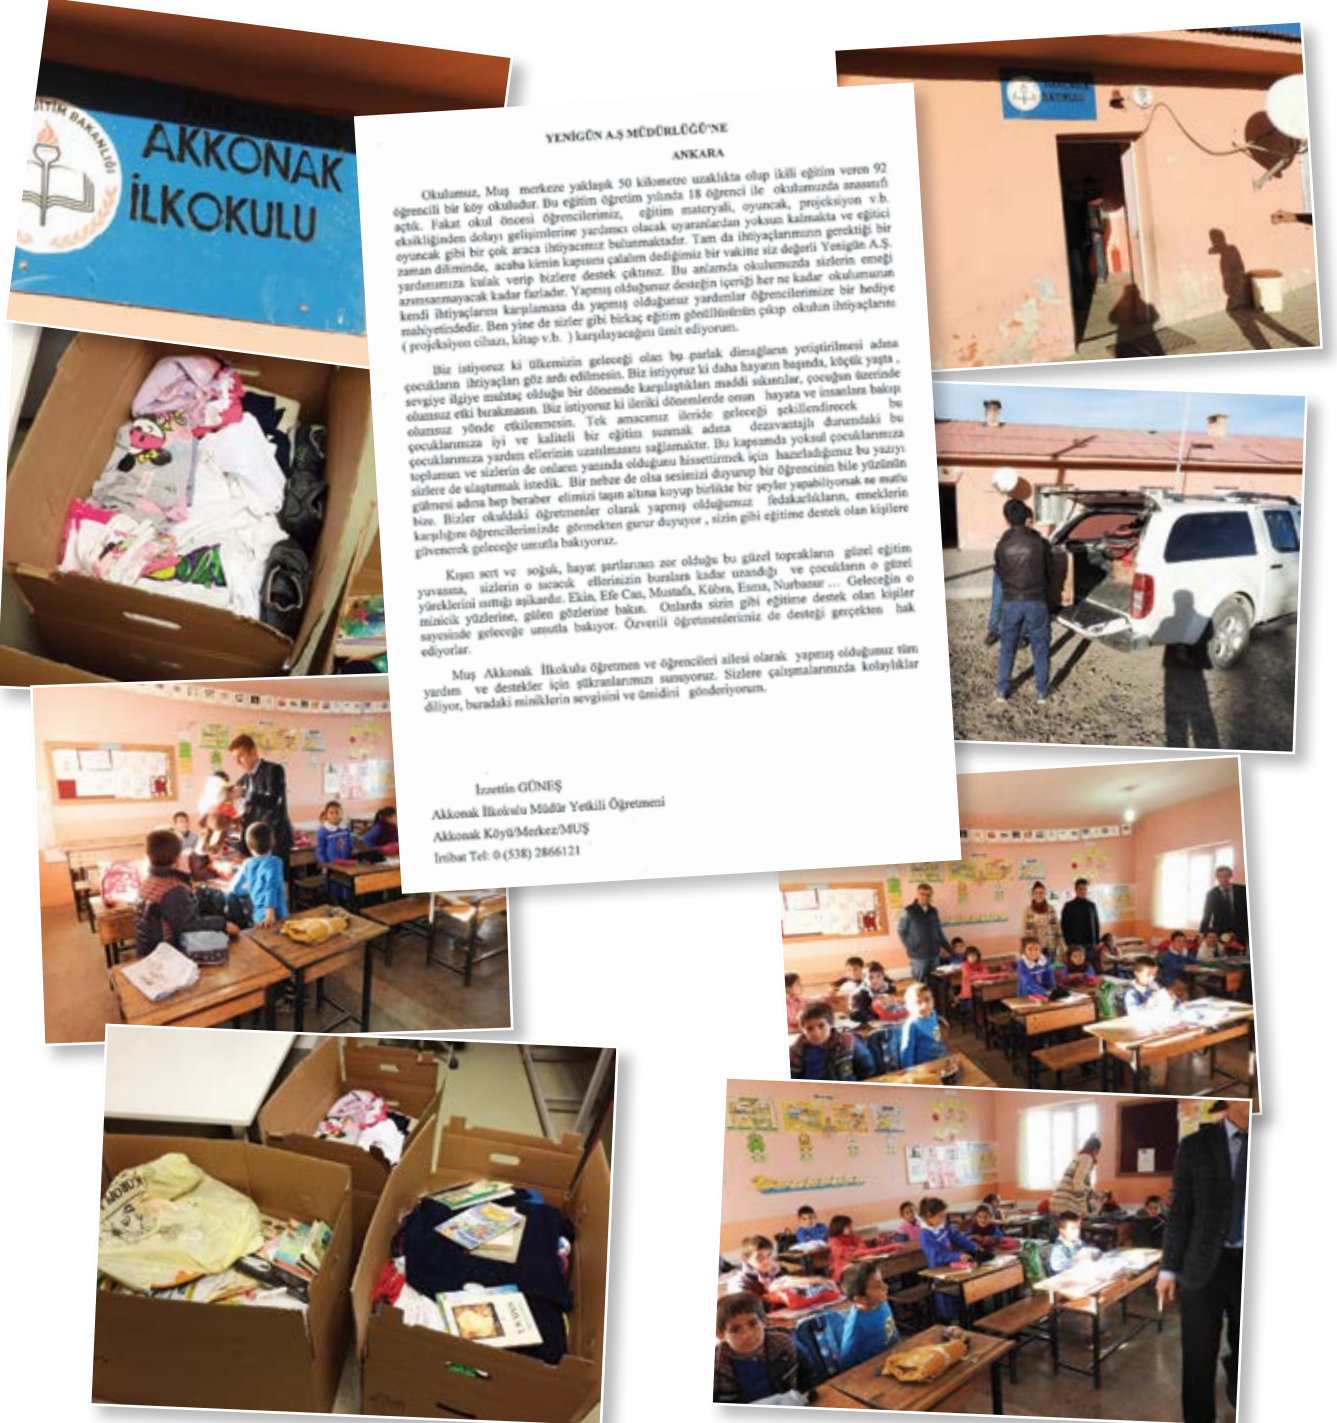 EĞİTİM BAKANLIĞI
AKKONAK
İLKOKULU
YENİGÜN A.Ş MÜDÜRLÜĞÜ'NE
ANKARA
Okulumuz, Muş merkeze yaklaşık 50 kilometre uzaklıkta olup ikili eğitim veren 92
öğrencili bir köy okuludur. Bu eğitim öğretim yılında 18 öğrenci ile okulumuzda anasınıfı
açtık. Fakat okul öncesi öğrencilerimiz, eğitim materyali, oyuncak, projeksiyon v.b.
eksikliğinden dolayı gelişimlerine yardımcı olacak uyaranlardan yoksun kalmakta ve eğitici
oyuncak gibi bir çok araca ihtiyacımız bulunmaktadır. Tam da ihtiyaçlarımızın gerektiği bir
zaman diliminde, acaba kimin kapısını çalalım dediğimiz bir vakitte siz değerli Yenigün A.Ş.
yardımımıza kulak verip bizlere destek çıktınız. Bu anlamda okulumuzda sizlerin emeği
azımsanmayacak kadar fazladır. Yapmış olduğunuz desteğin içeriği her ne kadar okulumuzun
kendi ihtiyaçlarını karşılamasa da yapmış olduğunuz yardımlar öğrencilerimize bir hediye
mahiyetindedir. Ben yine de sizler gibi birkaç eğitim gönüllüsünün çıkıp okulun ihtiyaçlarını
( projeksiyon cihazı, kitap v.b. ) karşılayacağını ümit ediyorum.
Biz istiyoruz ki ülkemizin geleceği olan bu parlak dimağların yetiştirilmesi adına
çocukların ihtiyaçları göz ardı edilmesin. Biz istiyoruz ki daha hayatın başında, küçük yaşta ,
sevgiye ilgiye muhtaç olduğu bir dönemde karşılaştıkları maddi sıkıntılar, çocuğun üzerinde
olumsuz etki bırakmasın. Biz istiyoruz ki ileriki dönemlerde onun hayata ve insanlara bakışı
olumsuz yönde etkilenmesin. Tek amacımız ileride geleceği şekillendirecek bu
çocuklarımıza iyi ve kaliteli bir eğitim sunmak adına dezavantajlı durumdaki bu
çocuklarımıza yardım ellerinin uzatılmasını sağlamaktır. Bu kapsamda yoksul çocuklarımıza
toplumun ve sizlerin de onların yanında olduğunu hissettirmek için hazırladığımız bu yazıyı
sizlere de ulaştırmak istedik. Bir nebze de olsa sesimizi duyurup bir öğrencinin bile yüzünün
gülmesi adına hep beraber elimizi taşın altına koyup birlikte bir şeyler yapabiliyorsak ne mutlu
bize. Bizler okuldaki öğretmenler olarak yapmış olduğumuz fedakarlıkların, emeklerin
karşılığını öğrencilerimizde görmekten gurur duyuyor , sizin gibi eğitime destek olan kişilere
güvenerek geleceğe umutla bakıyoruz.
Kışın sert ve soğuk, hayat şartlarının zor olduğu bu güzel toprakların güzel eğitim
yuvasına, sizlerin o sıcacık ellerinizin buralara kadar uzandığı ve çocukların o güzel
yüreklerini ısıttığı aşikardır. Ekin, Efe Can, Mustafa, Kübra, Esma, Nurbanur ... Geleceğin o
minicik yüzlerine, gülen gözlerine bakın. Onlarda sizin gibi eğitime destek olan kişiler
sayesinde geleceğe umutla bakıyor. Özverili öğretmenlerimiz de desteği gerçekten hak
ediyorlar.
Muş Akkonak İlkokulu öğretmen ve öğrencileri ailesi olarak yapmış olduğunuz tüm
yardım ve destekler için şükranlarımızı sunuyoruz. Sizlere çalışmalarınızda kolaylıklar
diliyor, buradaki miniklerin sevgisini ve ümidini gönderiyorum.
İzzettin GÜNEŞ
Akkonak İlkokulu Müdür Yetkili Öğretmeni
Akkonak Köyü/Merkez/MUŞ
İrtibat Tel: 0 (538) 2866121